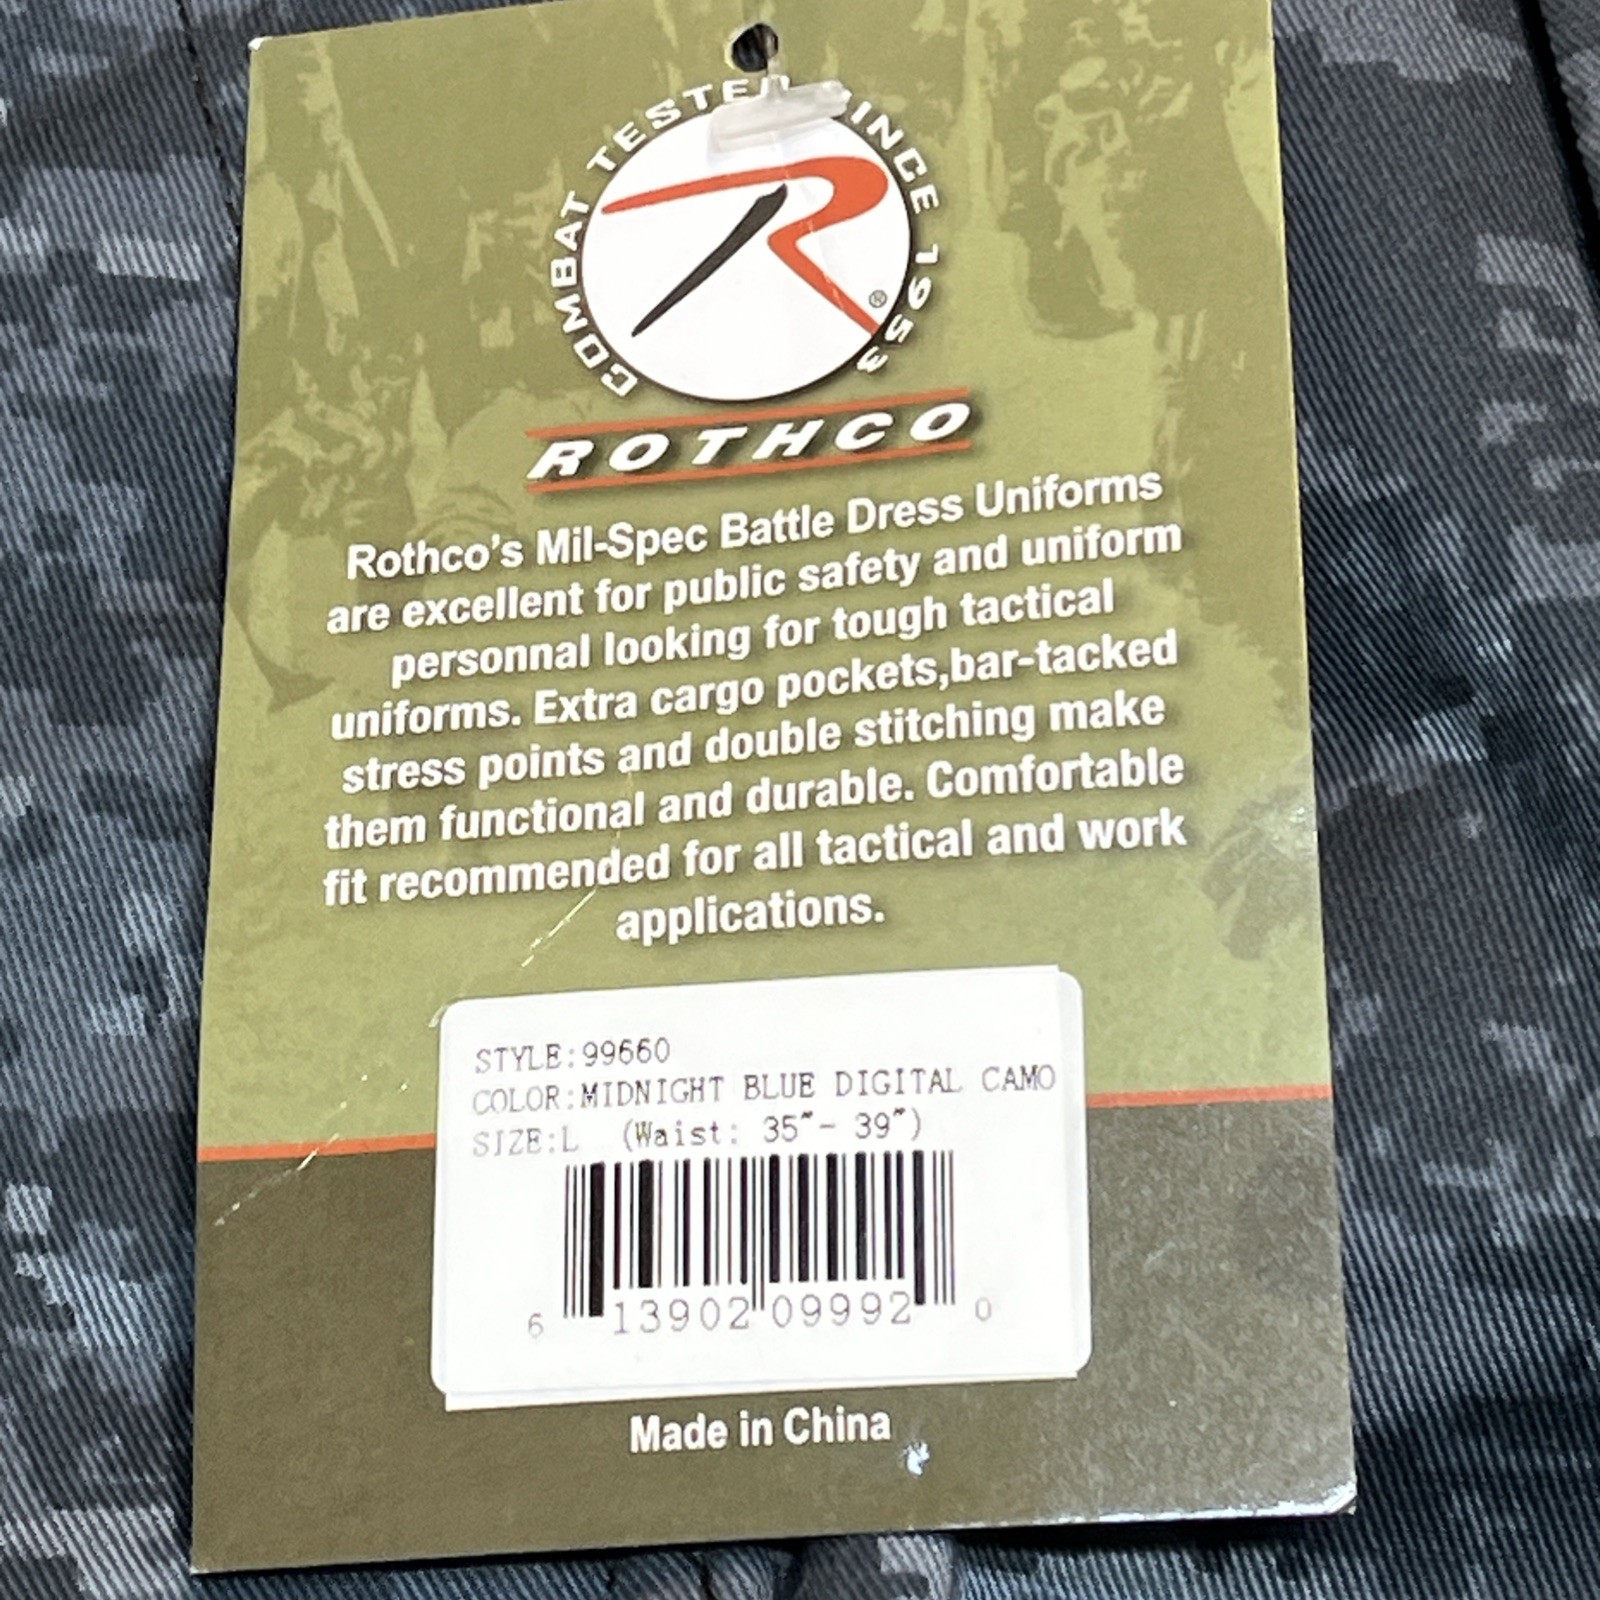 COMBAT TESTED SINCE 1953
R
®
ROTHCO
Rothco's Mil-Spec Battle Dress Uniforms
are excellent for public safety and uniform
personnal looking for tough tactical
uniforms. Extra cargo pockets,bar-tacked
stress points and double stitching make
them functional and durable. Comfortable
fit recommended for all tactical and work
applications.
STYLE:99660
COLOR:MIDNIGHT BLUE DIGITAL CAMO
SIZE:L (Waist: 35"- 39")
6 13902 09992 0
Made in China